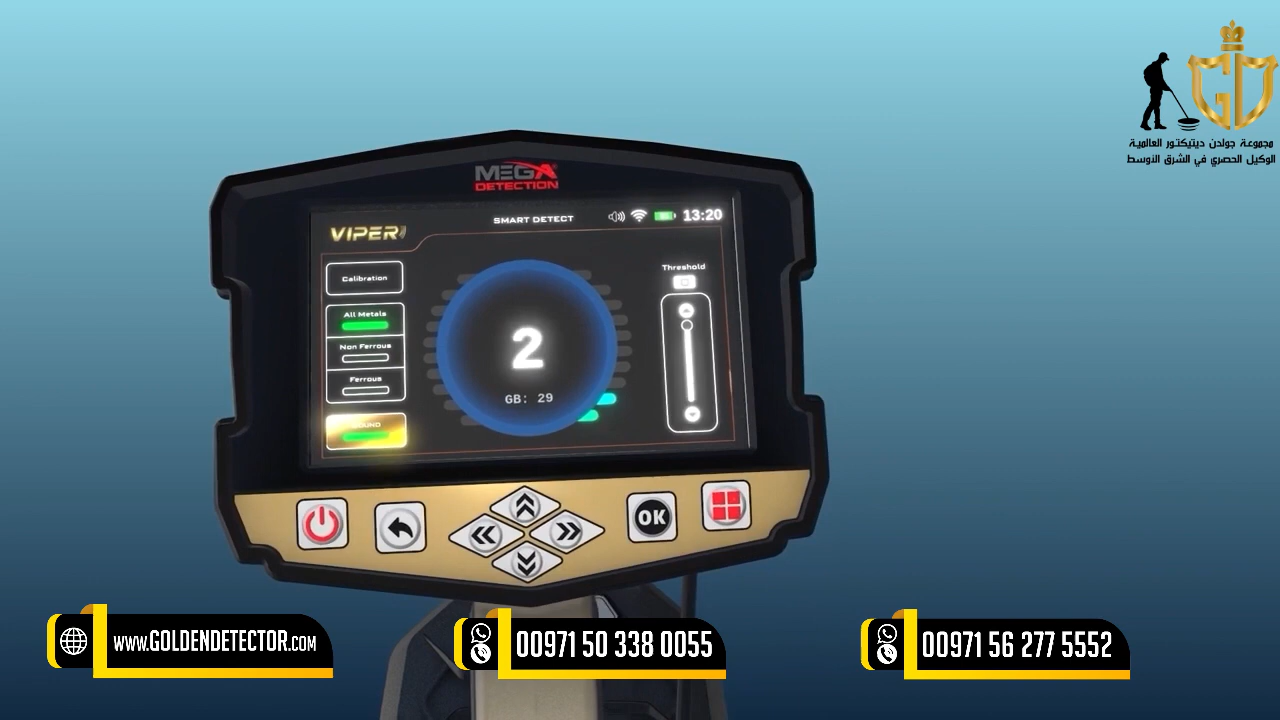 مجموعة جولدن ديتيكتور العالمية
الوكيل الحصري في الشرق الأوسط
MEGA
DETECTION
VIPER
SMART DETECT
13:20
Calibration
All Metals
Non Ferrous
Ferrous
SOUND
Threshold
2
GB: 29
OK
www.GOLDENDETECTOR.com
00971 50 338 0055
00971 56 277 5552